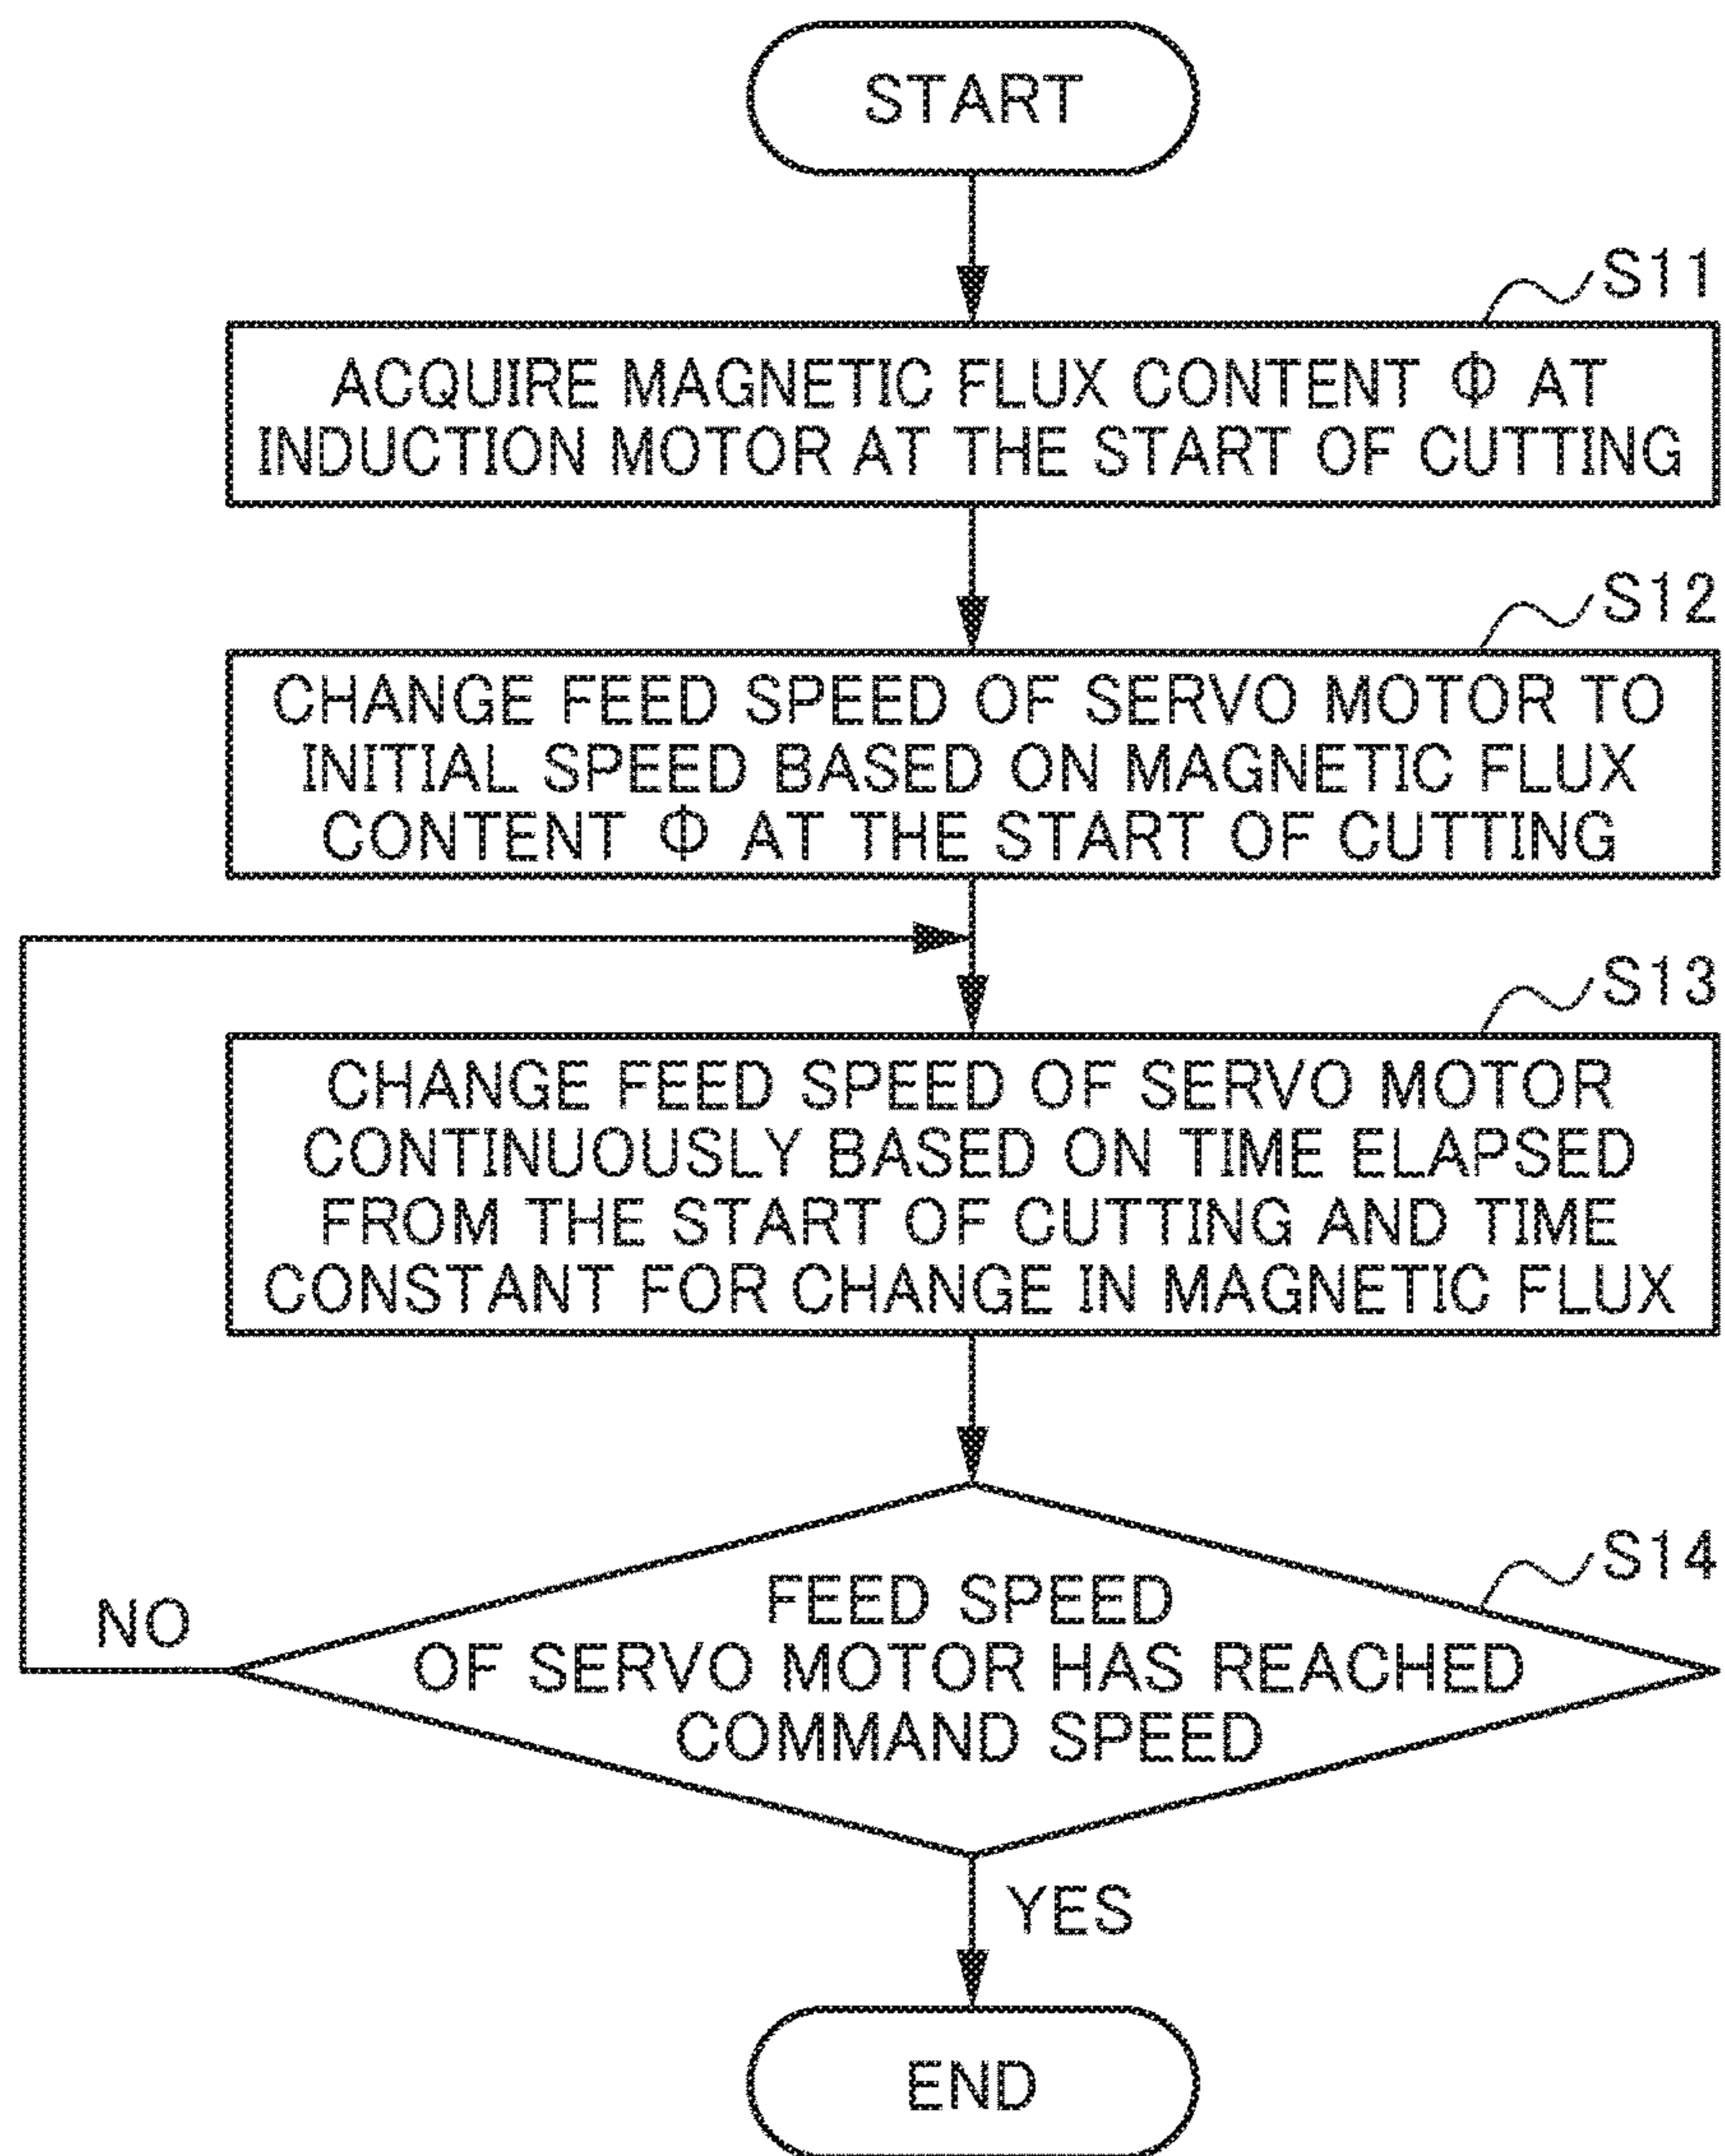 START
S11
ACQUIRE MAGNETIC FLUX CONTENT Φ AT
INDUCTION MOTOR AT THE START OF CUTTING
S12
CHANGE FEED SPEED OF SERVO MOTOR TO
INITIAL SPEED BASED ON MAGNETIC FLUX
CONTENT Φ AT THE START OF CUTTING
S13
CHANGE FEED SPEED OF SERVO MOTOR
CONTINUOUSLY BASED ON TIME ELAPSED
FROM THE START OF CUTTING AND TIME
CONSTANT FOR CHANGE IN MAGNETIC FLUX
S14
FEED SPEED
OF SERVO MOTOR HAS REACHED
COMMAND SPEED
NO
YES
END